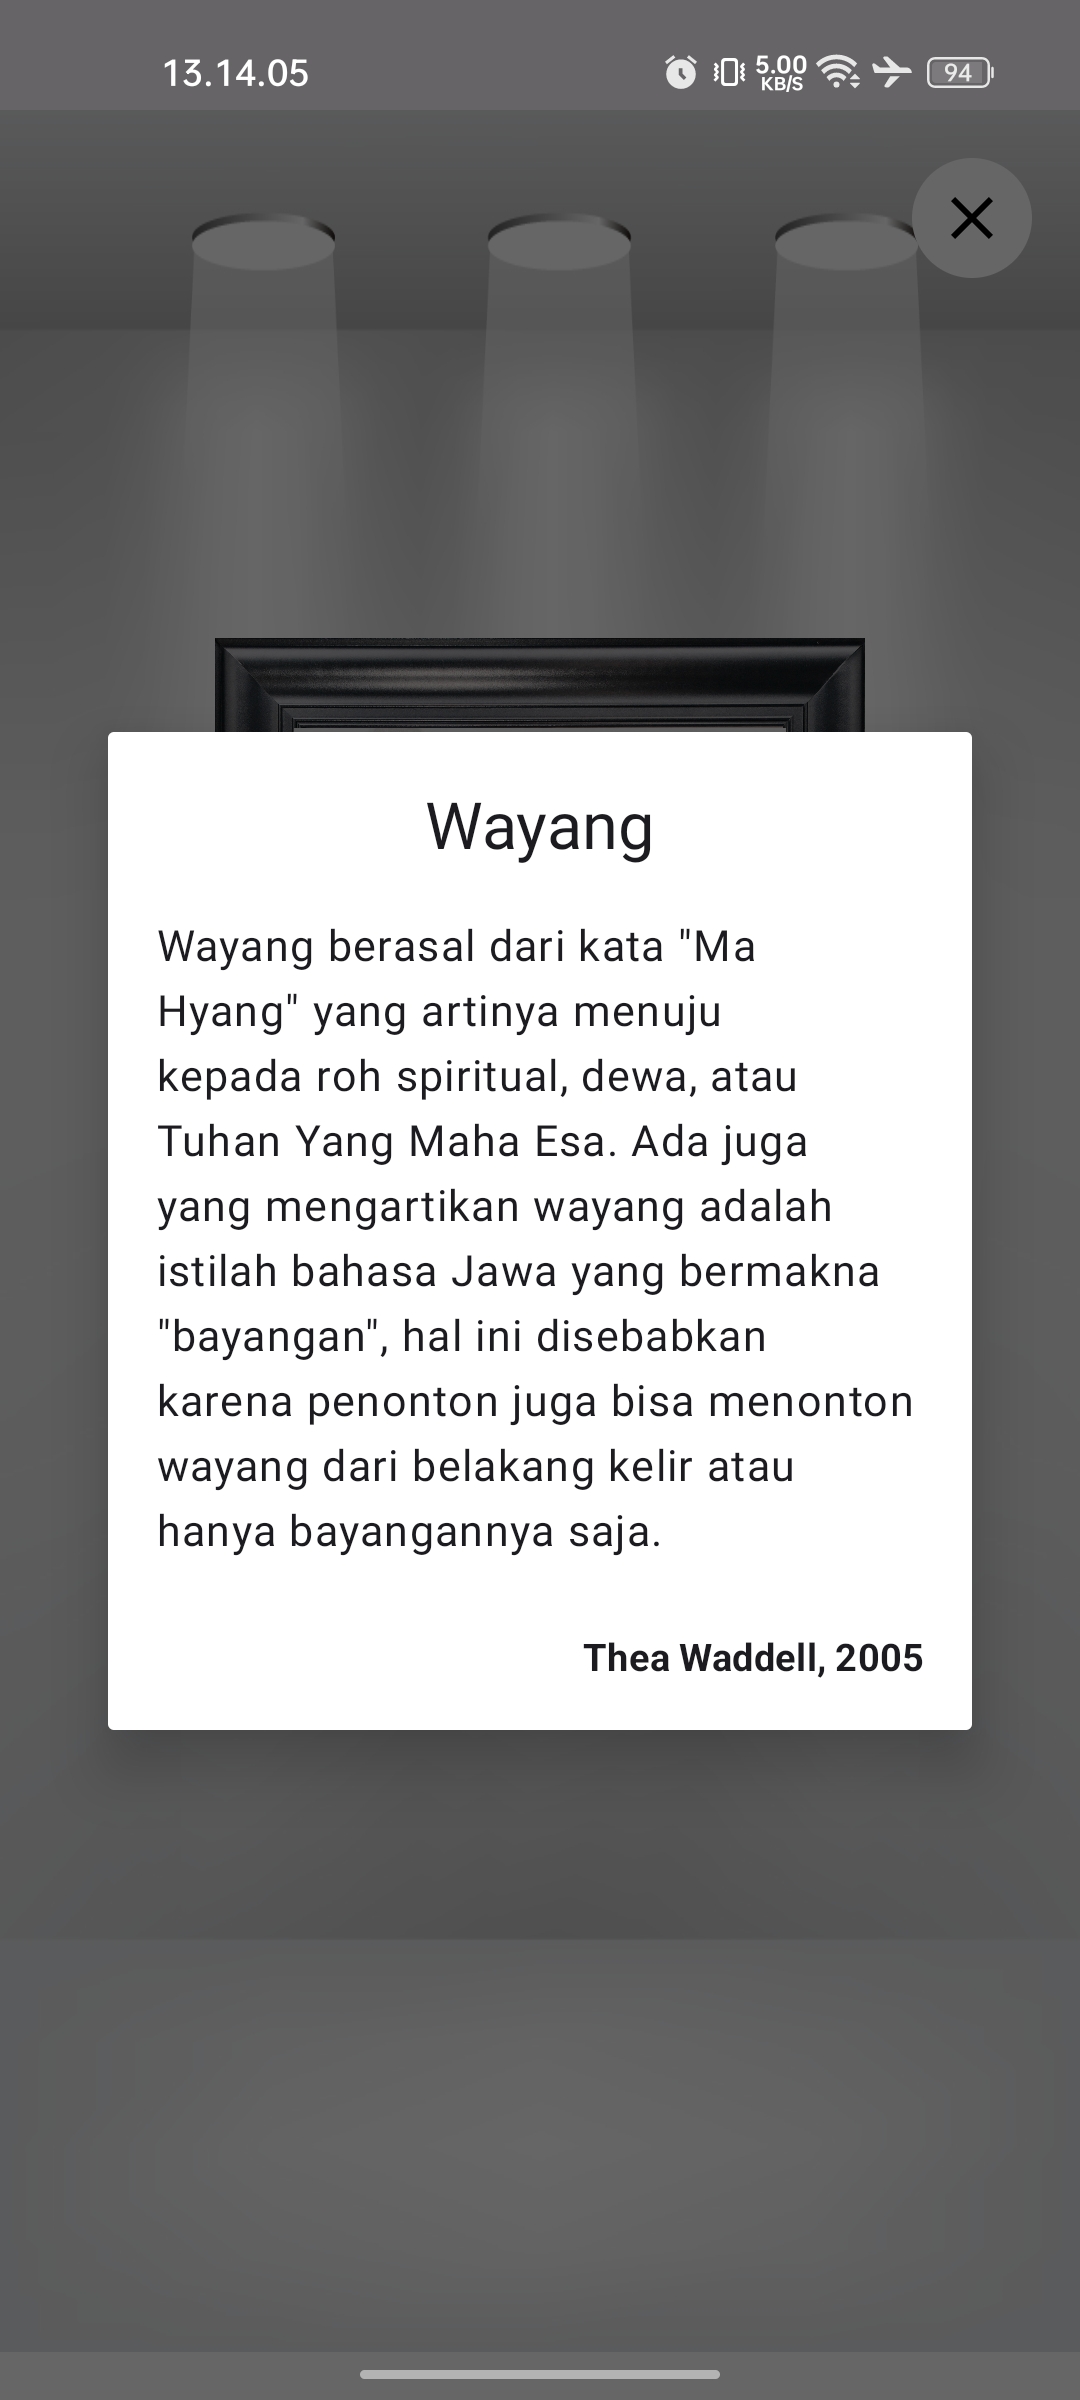 13.14.05
5.00
KB/S
94
Wayang
Wayang berasal dari kata "Ma
Hyang" yang artinya menuju
kepada roh spiritual, dewa, atau
Tuhan Yang Maha Esa. Ada juga
yang mengartikan wayang adalah
istilah bahasa Jawa yang bermakna
"bayangan", hal ini disebabkan
karena penonton juga bisa menonton
wayang dari belakang kelir atau
hanya bayangannya saja.
Thea Waddell, 2005